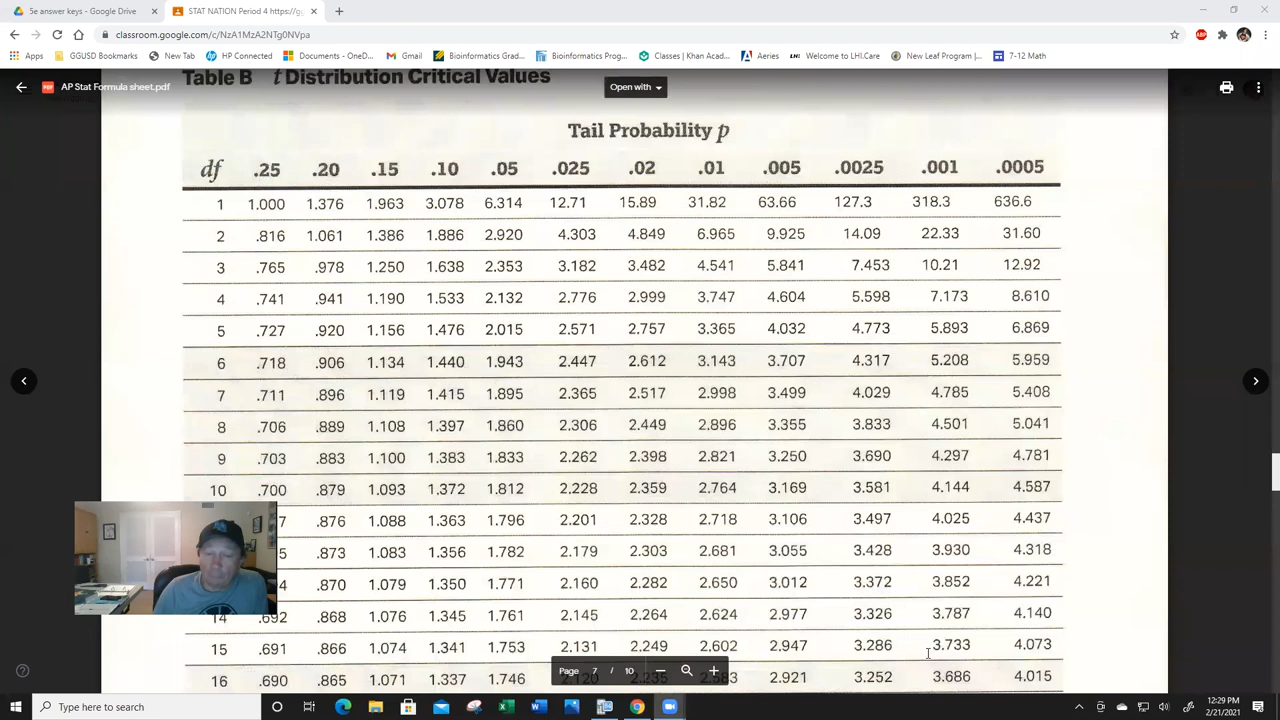 5e answer keys - Google Drive
STAT NATION Period 4 https://g
classroom.google.com/c/NzA1MzA2NTg0NVpa
Apps GGUSD Bookmarks New Tab HP Connected Documents - OneD... Gmail Bioinformatics Grad... Bioinformatics Prog... Classes | Khan Acad... Aeries LHI Welcome to LHI.Care New Leaf Program |... 7-12 Math
Table B t Distribution Critical Values
AP Stat Formula sheet.pdf
Open with
Tail Probability p
df .25 .20 .15 .10 .05 .025 .02 .01 .005 .0025 .001 .0005
1 1.000 1.376 1.963 3.078 6.314 12.71 15.89 31.82 63.66 127.3 318.3 636.6
2 .816 1.061 1.386 1.886 2.920 4.303 4.849 6.965 9.925 14.09 22.33 31.60
3 .765 .978 1.250 1.638 2.353 3.182 3.482 4.541 5.841 7.453 10.21 12.92
4 .741 .941 1.190 1.533 2.132 2.776 2.999 3.747 4.604 5.598 7.173 8.610
5 .727 .920 1.156 1.476 2.015 2.571 2.757 3.365 4.032 4.773 5.893 6.869
6 .718 .906 1.134 1.440 1.943 2.447 2.612 3.143 3.707 4.317 5.208 5.959
7 .711 .896 1.119 1.415 1.895 2.365 2.517 2.998 3.499 4.029 4.785 5.408
8 .706 .889 1.108 1.397 1.860 2.306 2.449 2.896 3.355 3.833 4.501 5.041
9 .703 .883 1.100 1.383 1.833 2.262 2.398 2.821 3.250 3.690 4.297 4.781
10 .700 .879 1.093 1.372 1.812 2.228 2.359 2.764 3.169 3.581 4.144 4.587
7 .876 1.088 1.363 1.796 2.201 2.328 2.718 3.106 3.497 4.025 4.437
5 .873 1.083 1.356 1.782 2.179 2.303 2.681 3.055 3.428 3.930 4.318
4 .870 1.079 1.350 1.771 2.160 2.282 2.650 3.012 3.372 3.852 4.221
14 .692 .868 1.076 1.345 1.761 2.145 2.264 2.624 2.977 3.326 3.787 4.140
15 .691 .866 1.074 1.341 1.753 2.131 2.249 2.602 2.947 3.286 3.733 4.073
16 .690 .865 1.071 1.337 1.746 2.921 3.252 3.686 4.015
Page 7 / 10
Type here to search
12:29 PM
2/21/2021